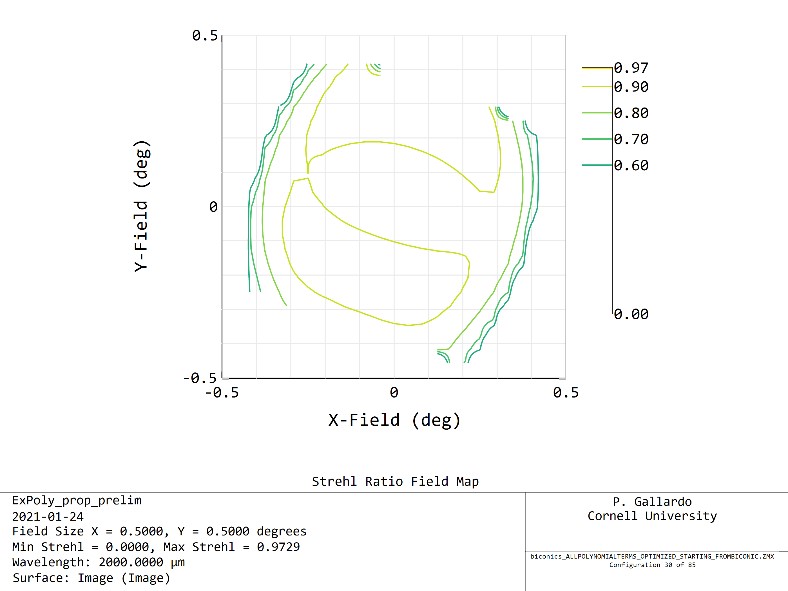 0.5
0
-0.5
-0.5
0
0.5
Y-Field (deg)
X-Field (deg)
0.97
0.90
0.80
0.70
0.60
0.00
Strehl Ratio Field Map
ExPoly_prop_prelim
2021-01-24
Field Size X = 0.5000, Y = 0.5000 degrees
Min Strehl = 0.0000, Max Strehl = 0.9729
Wavelength: 2000.0000 µm
Surface: Image (Image)
P. Gallardo
Cornell University
biconics_ALLPOLYNOMIALTERMS_OPTIMIZED_STARTING_FROMBICONIC.ZMX
Configuration 30 of 85